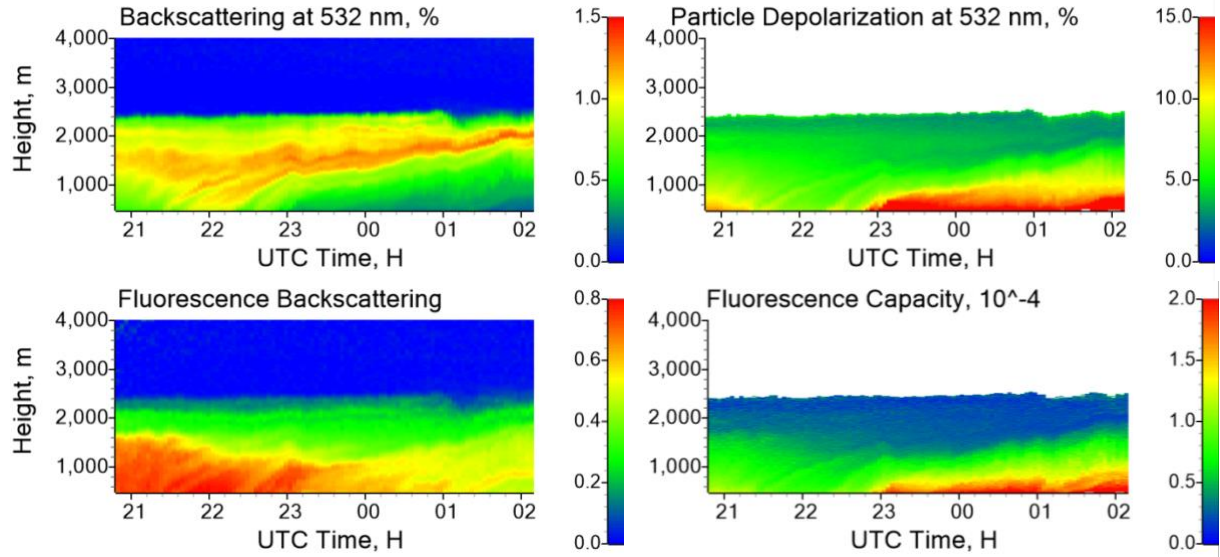 Backscattering at 532 nm, %
Particle Depolarization at 532 nm, %
4,000
3,000
2,000
1,000
Height, m
21 22 23 00 01 02
UTC Time, H
1.5
1.0
0.5
0.0
4,000
3,000
2,000
1,000
21 22 23 00 01 02
UTC Time, H
15.0
10.0
5.0
0.0
Fluorescence Backscattering
Fluorescence Capacity, 10^-4
4,000
3,000
2,000
1,000
Height, m
21 22 23 00 01 02
UTC Time, H
0.8
0.6
0.4
0.2
0.0
4,000
3,000
2,000
1,000
21 22 23 00 01 02
UTC Time, H
2.0
1.5
1.0
0.5
0.0